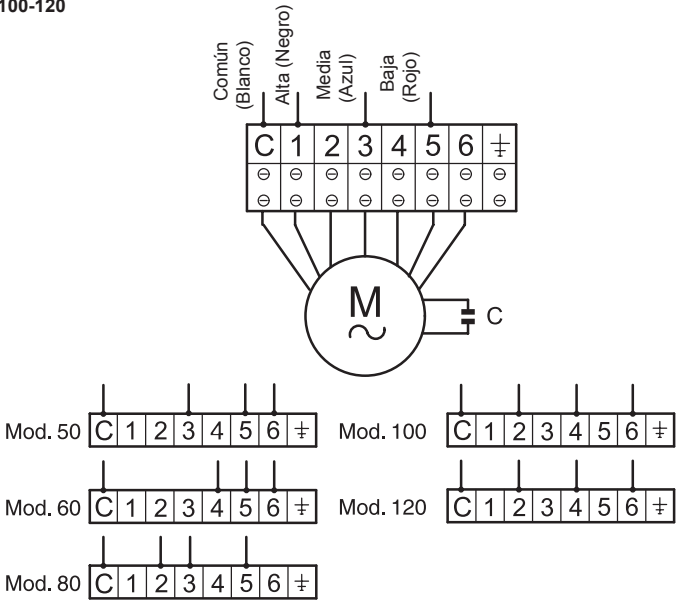 100-120
Común
(Blanco)
Alta (Negro)
Media
(Azul)
Baja
(Rojo)
C 1 2 3 4 5 6
M
C
Mod. 50 C 1 2 3 4 5 6
Mod. 100 C 1 2 3 4 5 6
Mod. 60 C 1 2 3 4 5 6
Mod. 120 C 1 2 3 4 5 6
Mod. 80 C 1 2 3 4 5 6